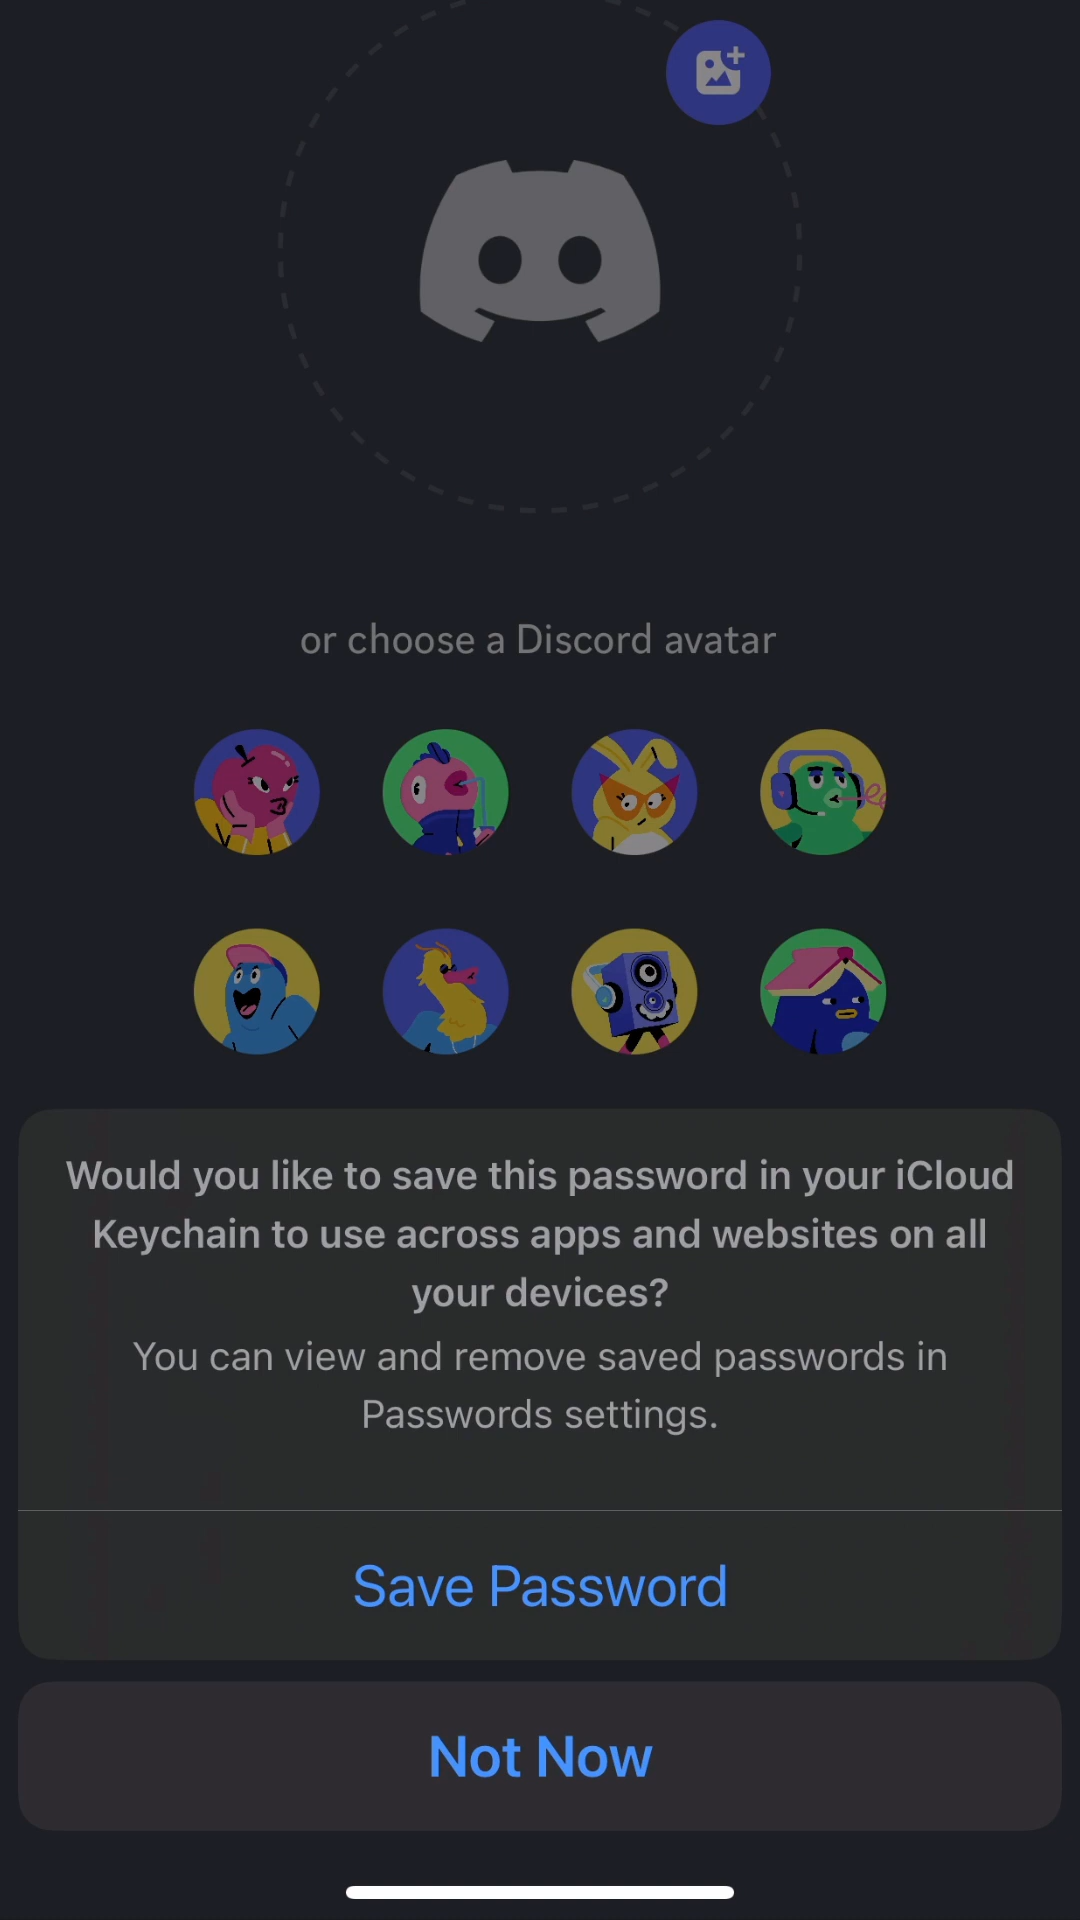 or choose a Discord avatar
Would you like to save this password in your iCloud
Keychain to use across apps and websites on all
your devices?
You can view and remove saved passwords in
Passwords settings.
Save Password
Not Now